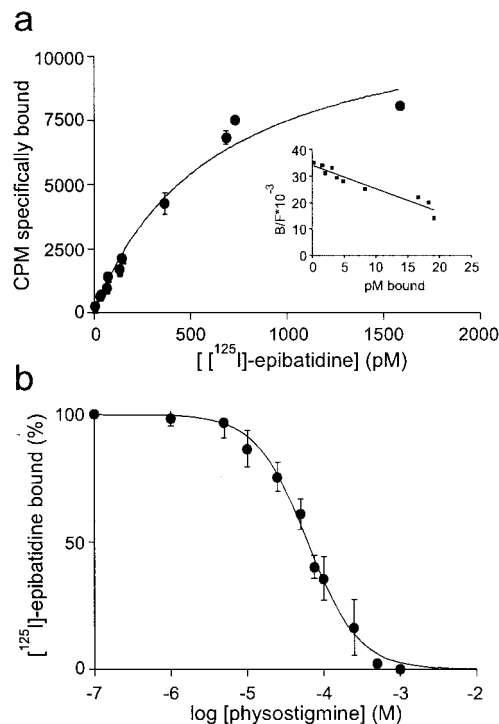 a
CPM specifically bound
10000
7500
5000
2500
0
0 500 1000 1500 2000
[ [125I]-epibatidine] (pM)
B/F*10-3
40
30
20
10
0
0 5 10 15 20 25
pM bound
b
[125I]-epibatidine bound (%)
100
50
0
-7 -6 -5 -4 -3 -2
log [physostigmine] (M)